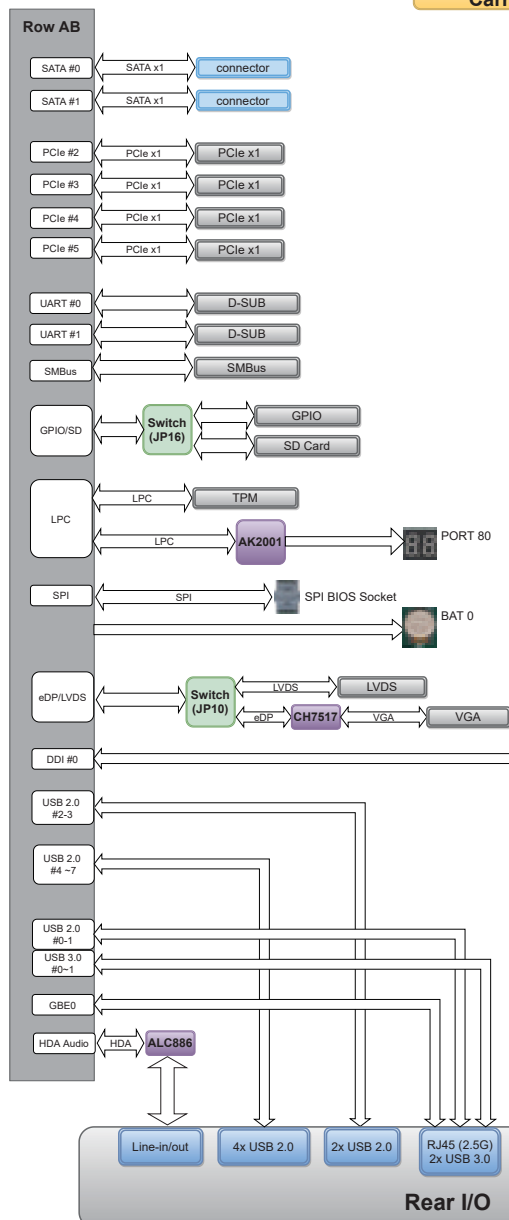 Carr
Row AB
SATA #0
SATA x1
connector
SATA #1
SATA x1
connector
PCIe #2
PCIe x1
PCIe x1
PCIe #3
PCIe x1
PCIe x1
PCIe #4
PCIe x1
PCIe x1
PCIe #5
PCIe x1
PCIe x1
UART #0
D-SUB
UART #1
D-SUB
SMBus
SMBus
GPIO/SD
Switch
(JP16)
GPIO
SD Card
LPC
LPC
TPM
LPC
AK2001
PORT 80
SPI
SPI
SPI BIOS Socket
BAT 0
eDP/LVDS
Switch
(JP10)
LVDS
LVDS
eDP
CH7517
VGA
VGA
DDI #0
USB 2.0
#2-3
USB 2.0
#4 ~7
USB 2.0
#0-1
USB 3.0
#0~1
GBE0
HDA Audio
HDA
ALC886
Line-in/out
4x USB 2.0
2x USB 2.0
RJ45 (2.5G)
2x USB 3.0
Rear I/O